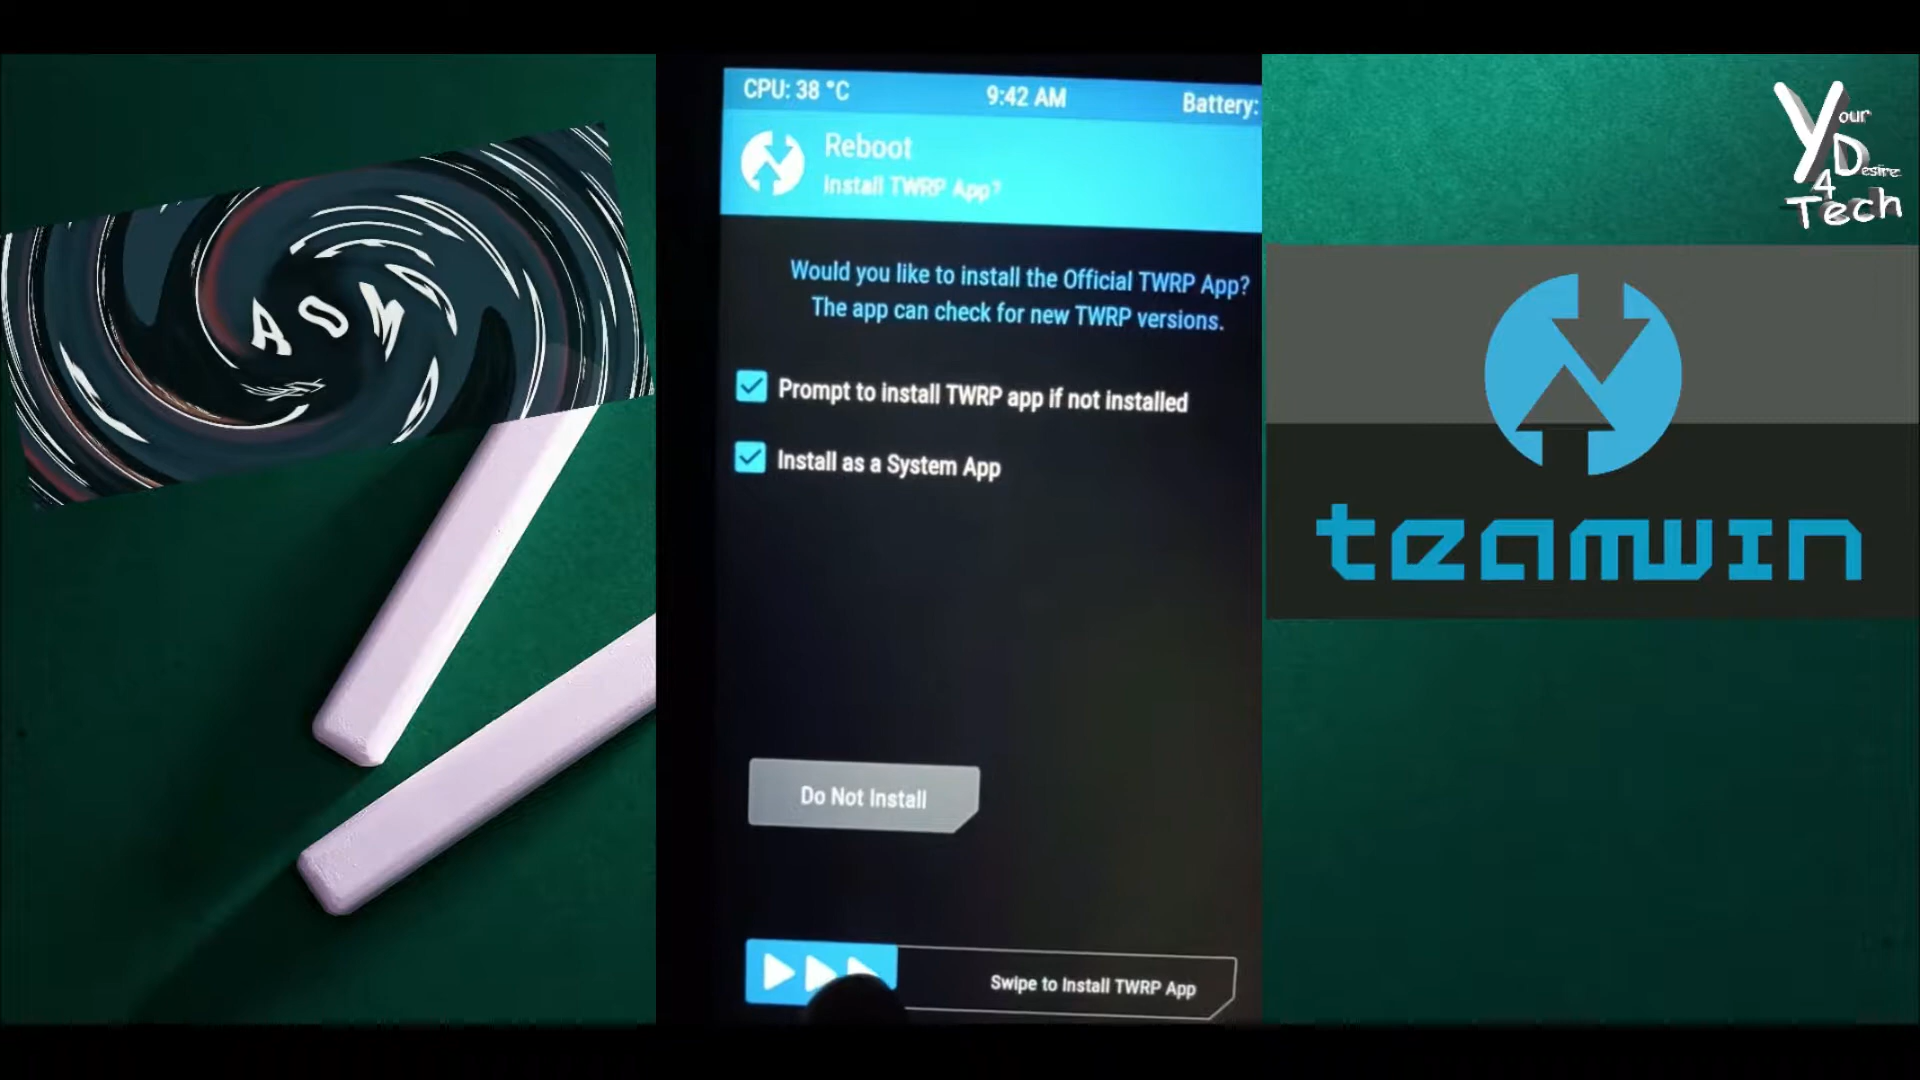 AOM
CPU: 38 °C
9:42 AM
Battery:
Reboot
Install TWRP App?
Would you like to install the Official TWRP App?
The app can check for new TWRP versions.
Prompt to install TWRP app if not installed
Install as a System App
Do Not Install
Swipe to Install TWRP App
Your
Desire
4
Tech
teamwin